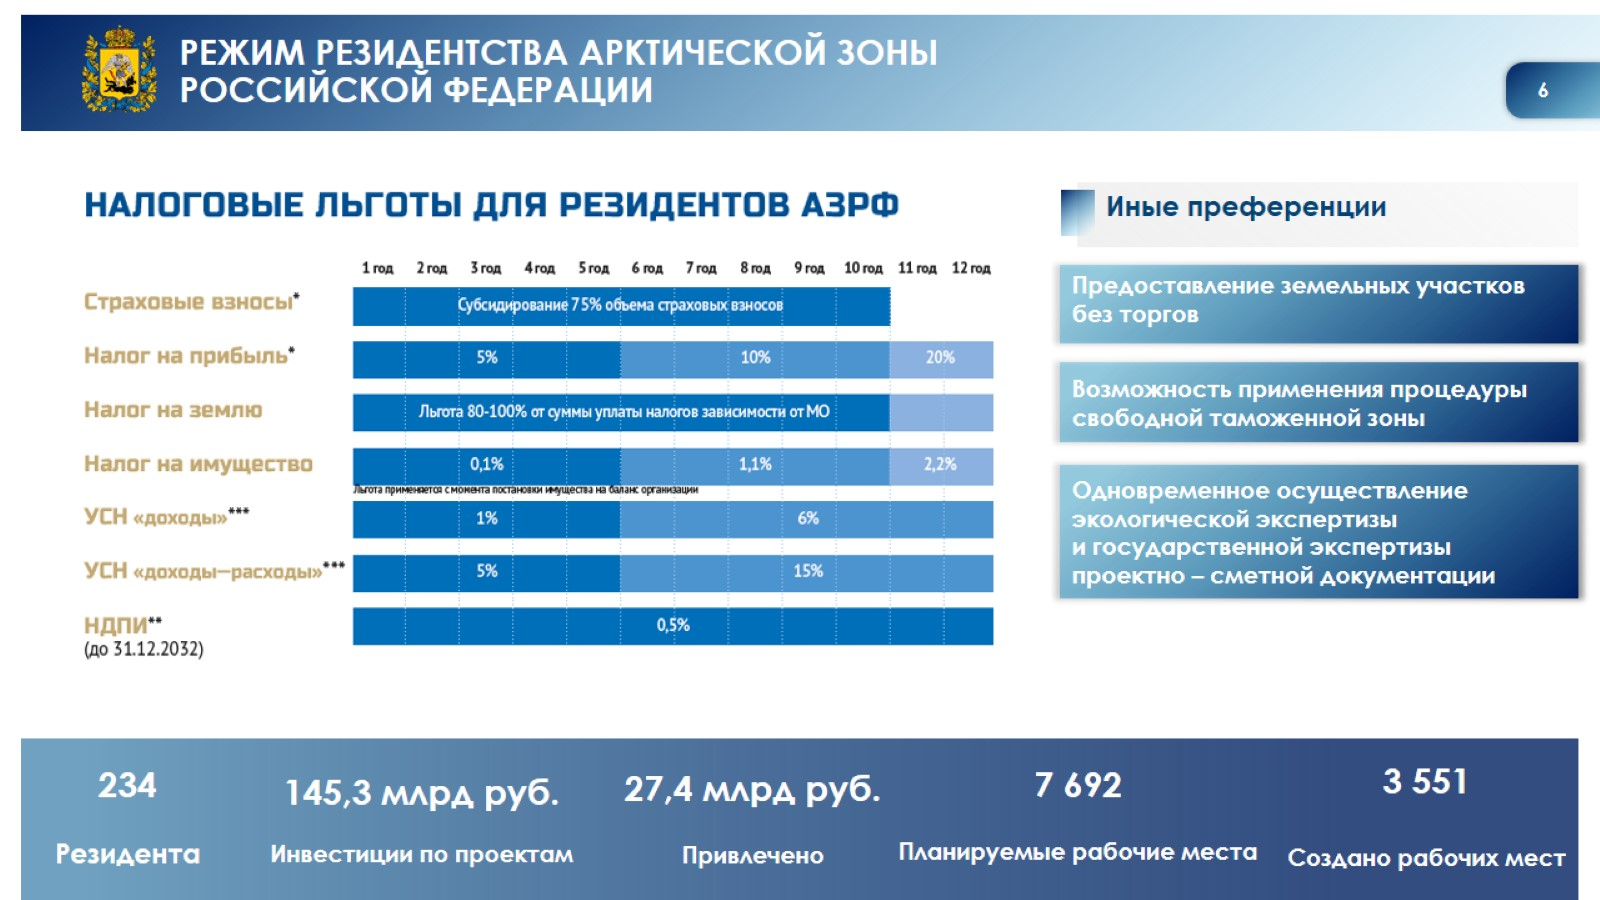 РЕЖИМ РЕЗИДЕНТСТВА АРКТИЧЕСКОЙ ЗОНЫ
РОССИЙСКОЙ ФЕДЕРАЦИИ
6
НАЛОГОВЫЕ ЛЬГОТЫ ДЛЯ РЕЗИДЕНТОВ АЗРФ
1 год 2 год 3 год 4 год 5 год 6 год 7 год 8 год 9 год 10 год 11 год 12 год
Страховые взносы* Субсидирование 75% объема страховых взносов
Налог на прибыль* 5% 10% 20%
Налог на землю Льгота 80-100% от суммы уплаты налогов зависимости от МО
Налог на имущество 0,1% 1,1% 2,2%
Льгота применяется с момента постановки имущества на баланс организации
УСН «доходы»*** 1% 6%
УСН «доходы—расходы»*** 5% 15%
НДПИ** 0,5%
(до 31.12.2032)
Иные преференции
Предоставление земельных участков
без торгов
Возможность применения процедуры
свободной таможенной зоны
Одновременное осуществление
экологической экспертизы
и государственной экспертизы
проектно – сметной документации
234
Резидента
145,3 млрд руб.
Инвестиции по проектам
27,4 млрд руб.
Привлечено
7 692
Планируемые рабочие места
3 551
Создано рабочих мест